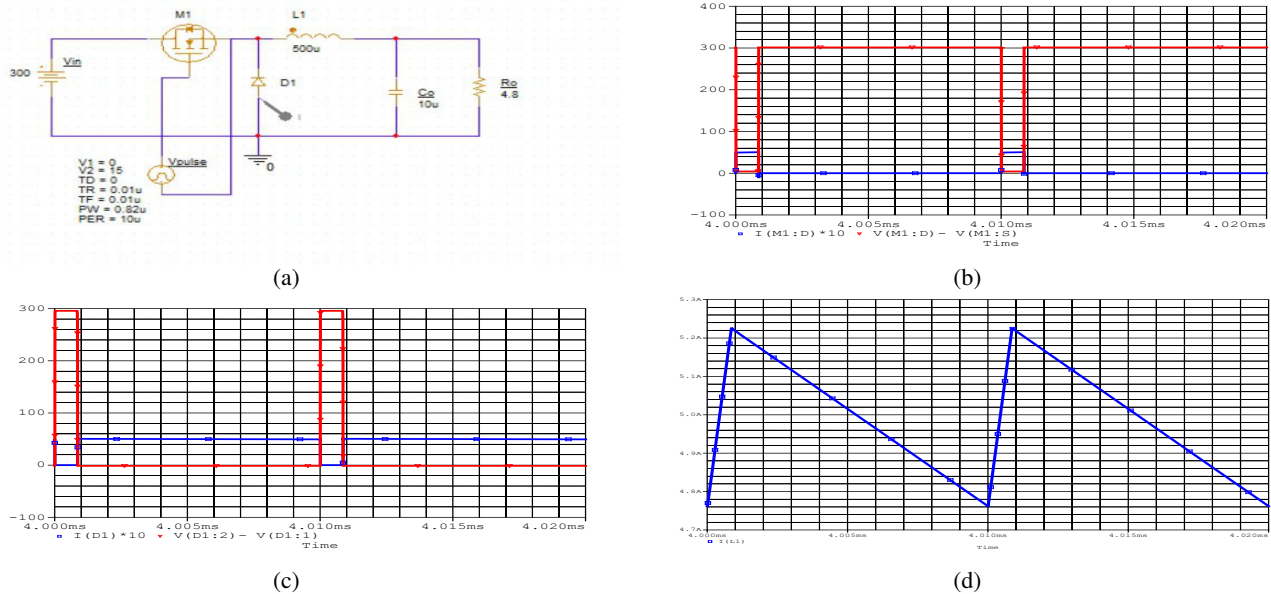 M1
L1
500u
Vin
300
D1
I
Co
10u
Ro
4.8
0
Vpulse
V1 = 0
V2 = 15
TD = 0
TR = 0.01u
TF = 0.01u
PW = 0.82u
PER = 10u
(a)
400
300
200
100
0
-100
4.000ms 4.005ms 4.010ms 4.015ms 4.020ms
I(M1:D)*10 V(M1:D)- V(M1:S)
Time
(b)
300
200
100
0
-100
4.000ms 4.005ms 4.010ms 4.015ms 4.020ms
I(D1)*10 V(D1:2)- V(D1:1)
Time
(c)
5.3A
5.2A
5.1A
5.0A
4.9A
4.8A
4.7A
4.000ms 4.005ms 4.010ms 4.015ms 4.020ms
I(L1)
Time
(d)